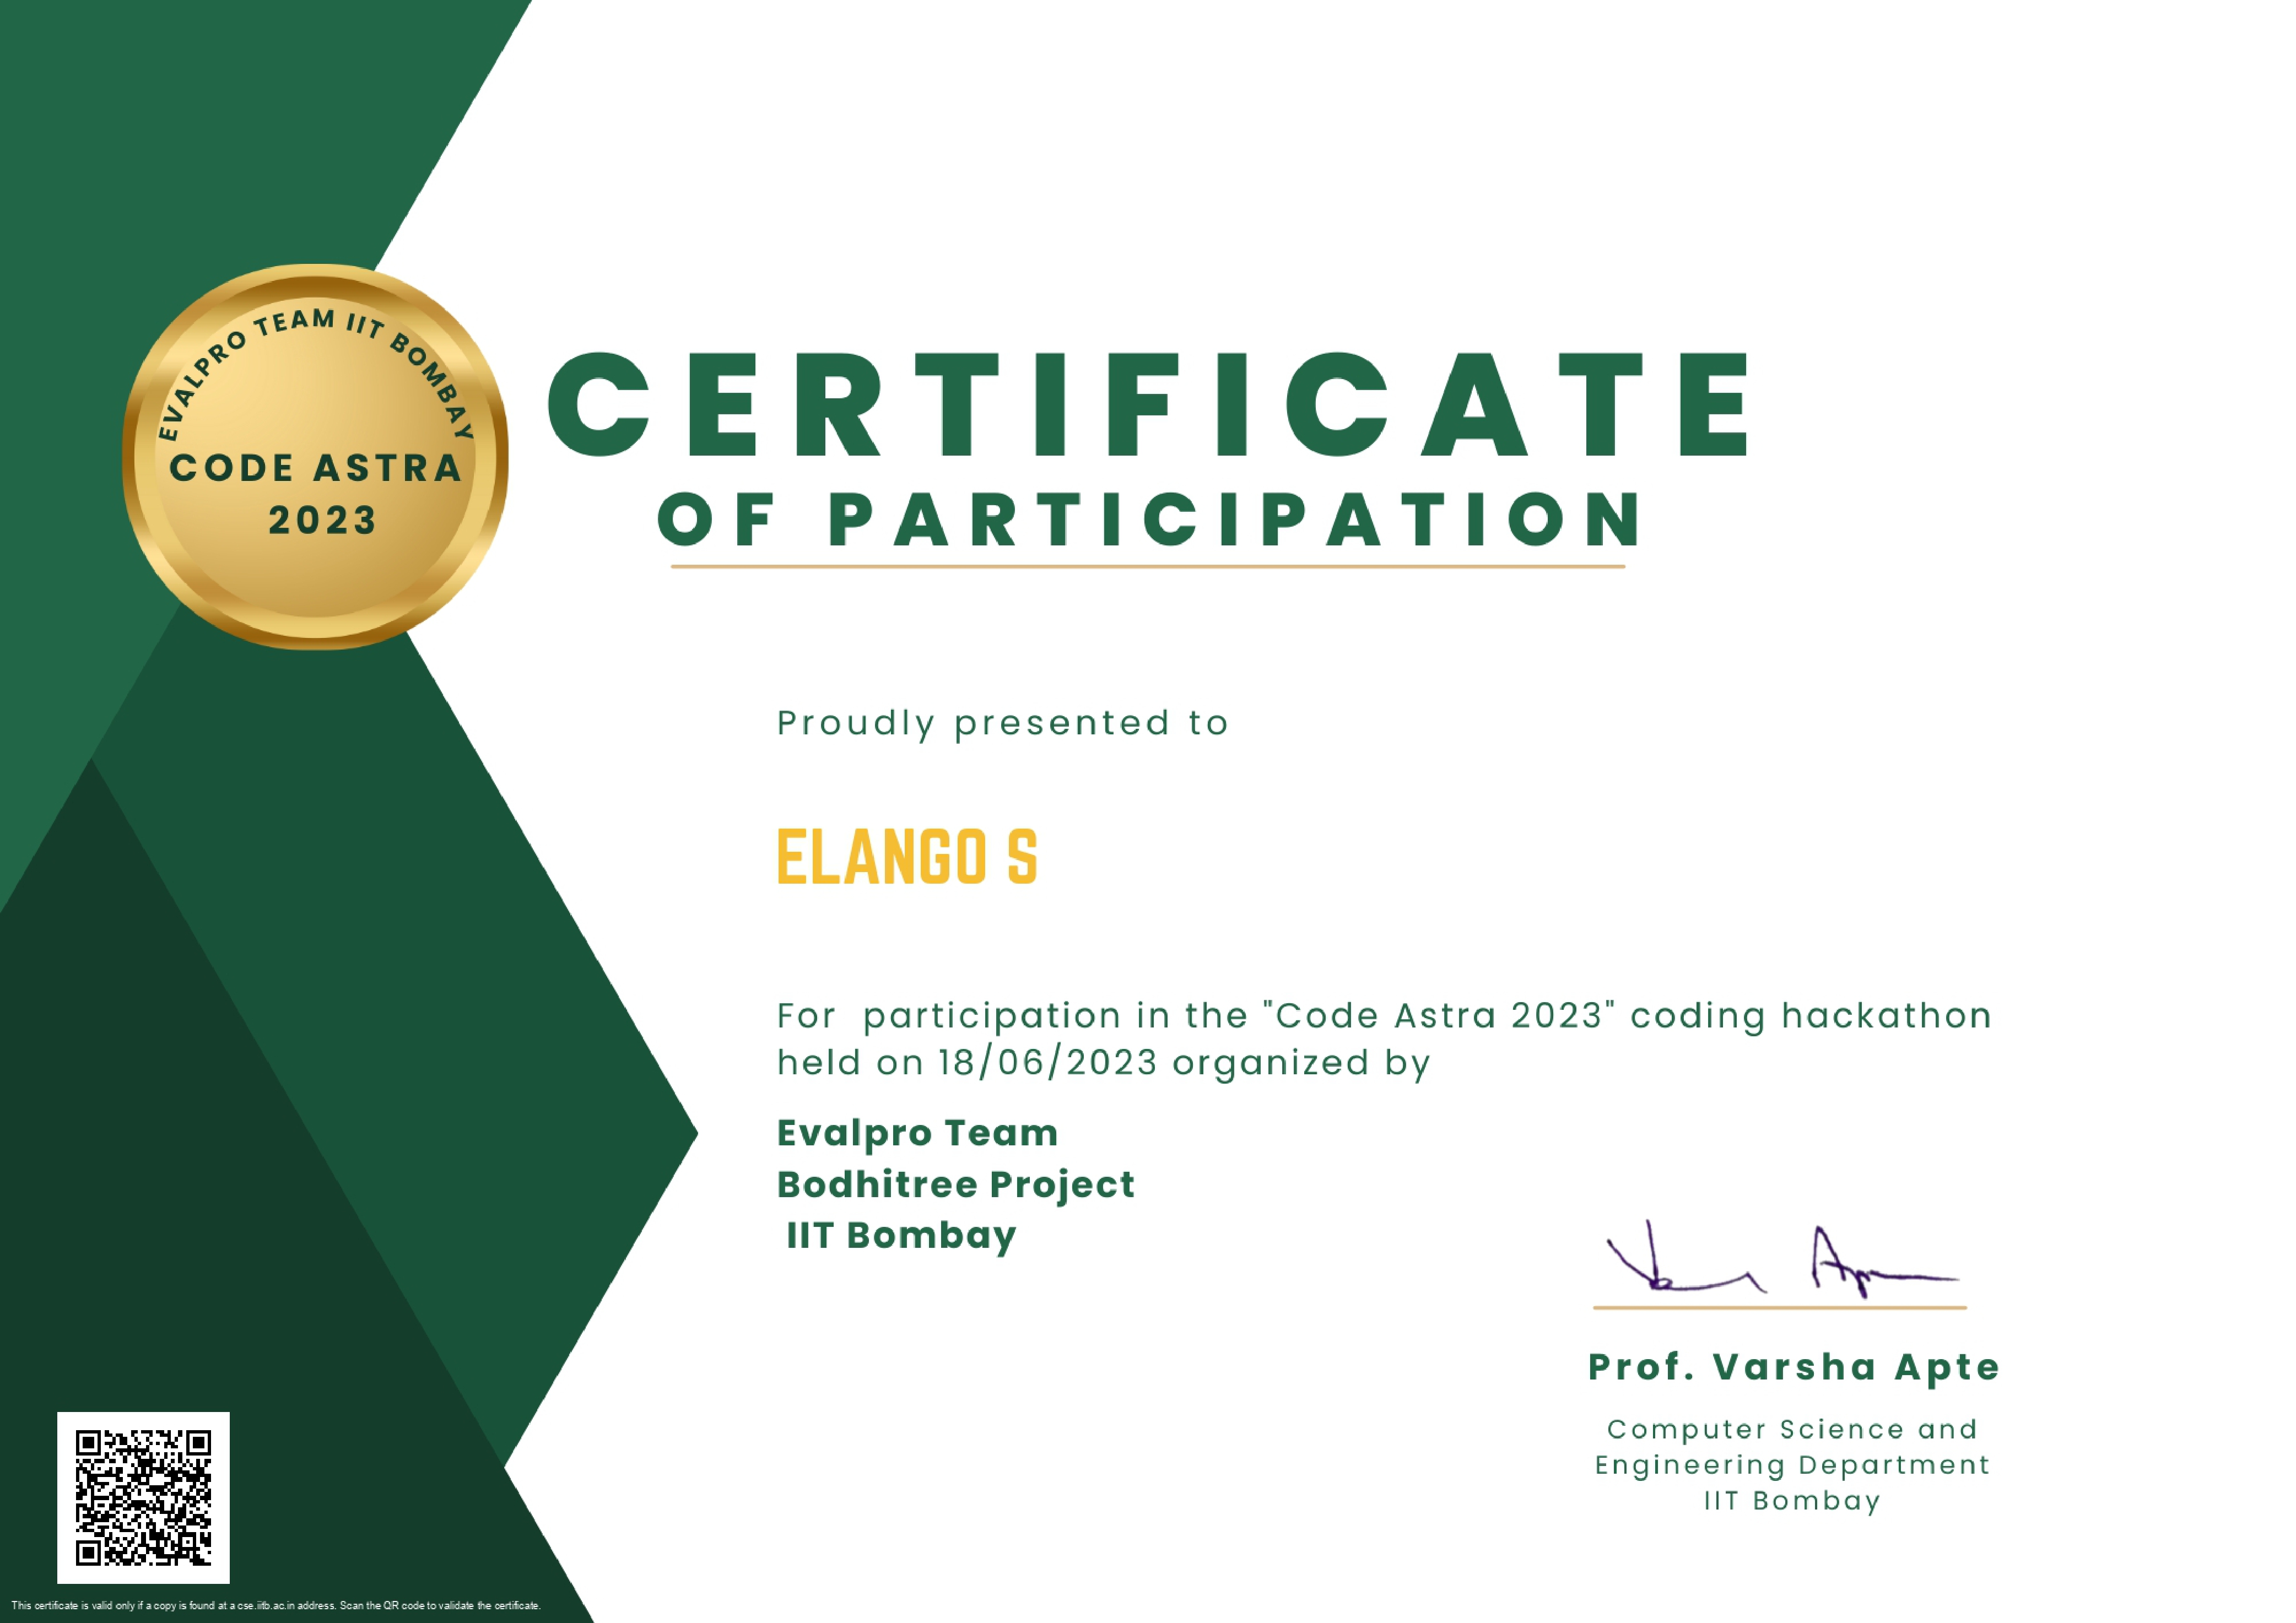 EVALPRO TEAM IIT BOMBAY
CODE ASTRA
2023
CERTIFICATE
OF PARTICIPATION
Proudly presented to
ELANGO S
For participation in the "Code Astra 2023" coding hackathon
held on 18/06/2023 organized by
Evalpro Team
Bodhitree Project
IIT Bombay
Prof. Varsha Apte
Computer Science and
Engineering Department
IIT Bombay
This certificate is valid only if a copy is found at a cse.iitb.ac.in address. Scan the QR code to validate the certificate.